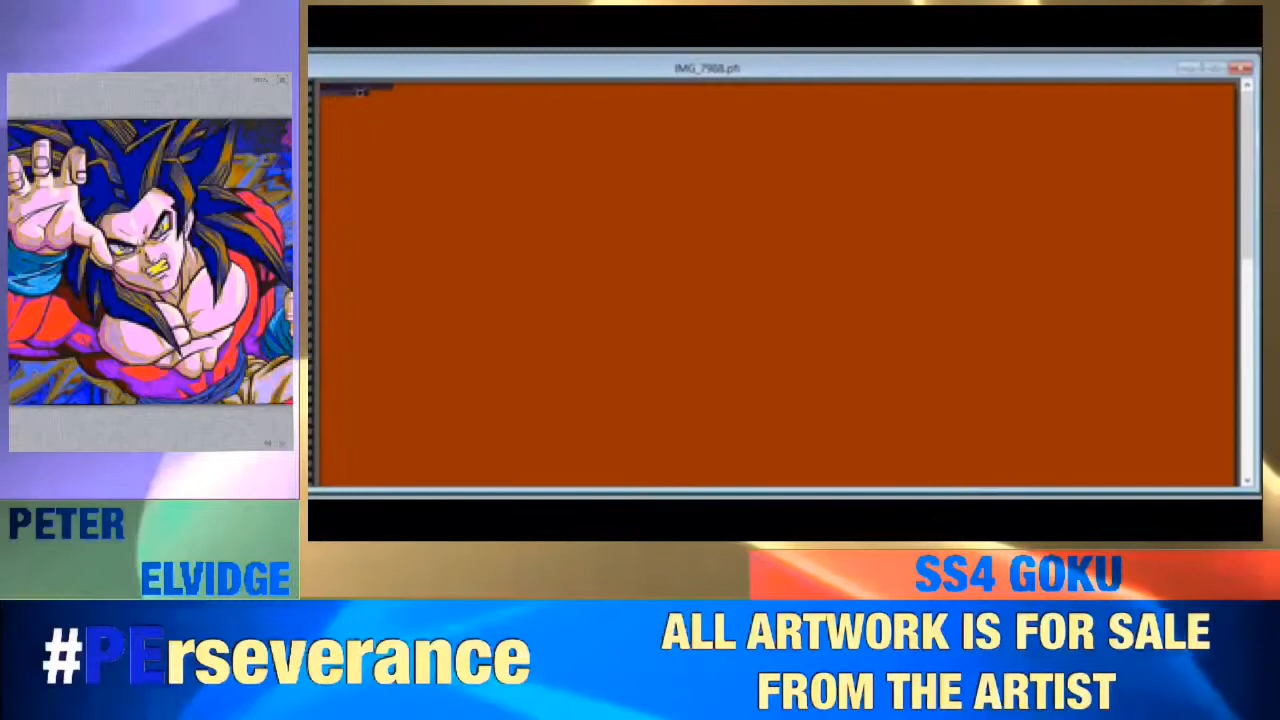 IMG_7988.ph
PETER
ELVIDGE
SS4 GOKU
#PErseverance
ALL ARTWORK IS FOR SALE
FROM THE ARTIST